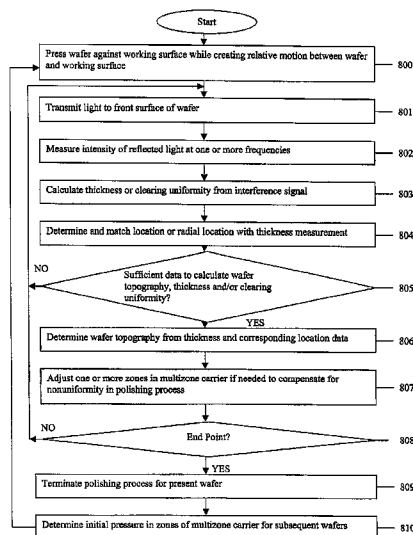 Start
Press wafer against working surface while creating relative motion between wafer
and working surface
800
Transmit light to front surface of wafer
801
Measure intensity of reflected light at one or more frequencies
802
Calculate thickness or clearing uniformity from interference signal
803
Determine and match location or radial location with thickness measurement
804
NO
Sufficient data to calculate wafer
topography, thickness and/or clearing
uniformity?
805
YES
Determine wafer topography from thickness and corresponding location data
806
Adjust one or more zones in multizone carrier if needed to compensate for
nonuniformity in polishing process
807
NO
End Point?
808
YES
Terminate polishing process for present wafer
809
Determine initial pressure in zones of multizone carrier for subsequent wafers
810